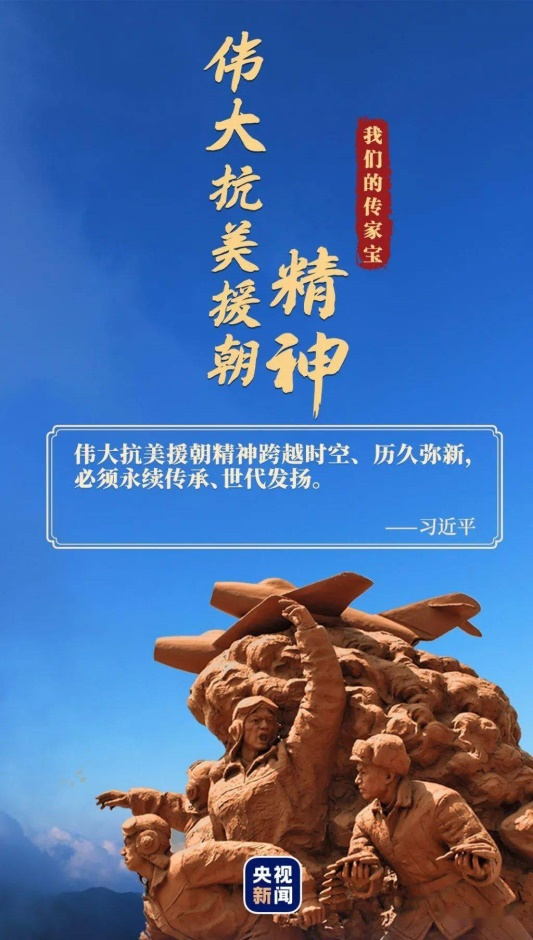 伟大抗美援朝
精神
我们的传家宝
伟大抗美援朝精神跨越时空、历久弥新，
必须永续传承、世代发扬。
——习近平
央视
新闻